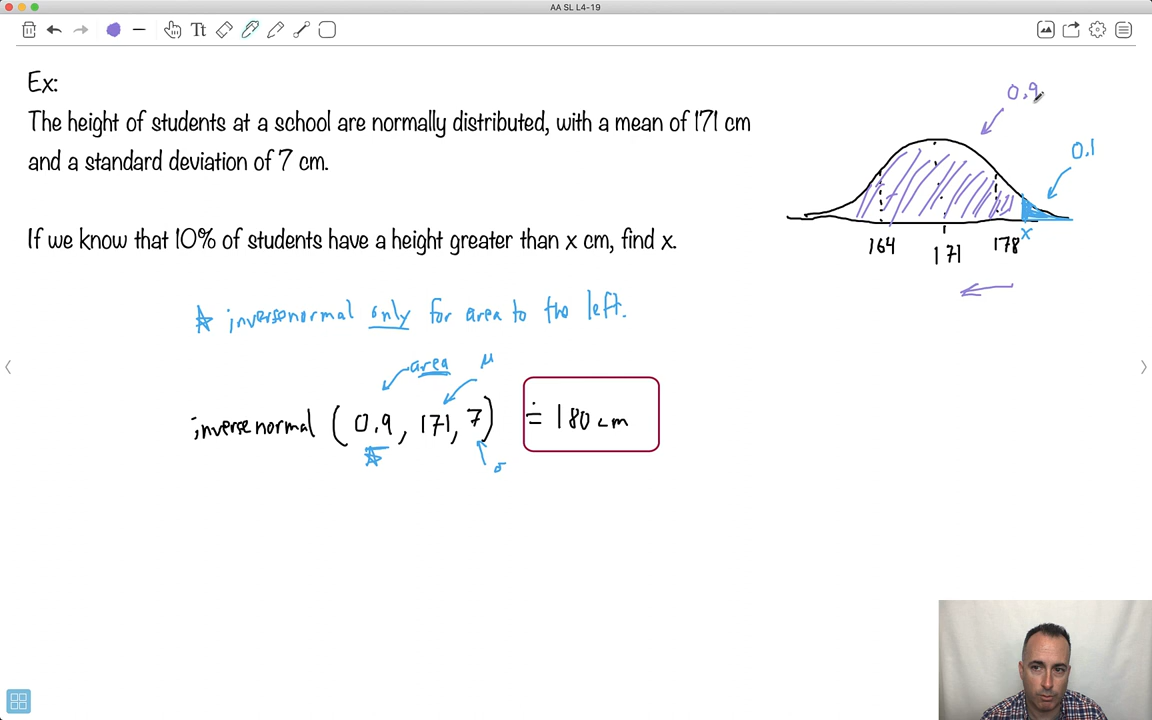 AA SL L4-19
Tt
Ex:
The height of students at a school are normally distributed, with a mean of 171 cm
and a standard deviation of 7 cm.
If we know that 10% of students have a height greater than x cm, find x.
0.9
0.1
164
171
178
x
☆ inversenormal only for area to the left.
area
μ
inversenormal (0.9, 171, 7) ≐ 180 cm
☆
σ